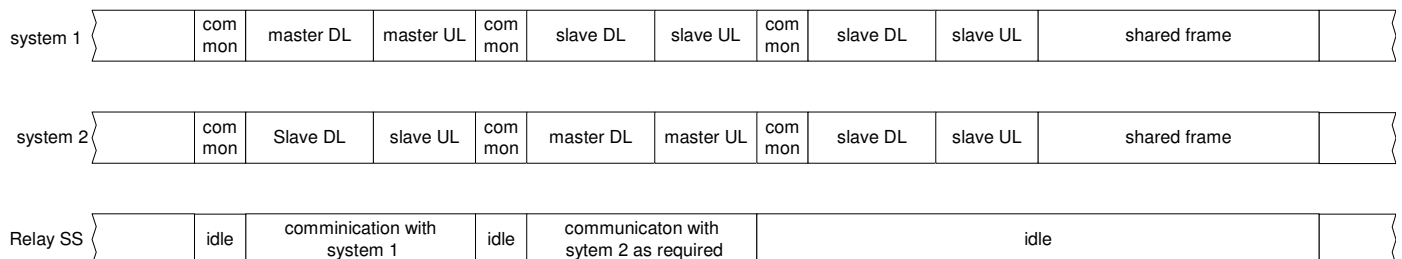 system 1
com
mon
master DL
master UL
com
mon
slave DL
slave UL
com
mon
slave DL
slave UL
shared frame
system 2
com
mon
Slave DL
slave UL
com
mon
master DL
master UL
com
mon
slave DL
slave UL
shared frame
Relay SS
idle
comminication with
system 1
idle
communicaton with
sytem 2 as required
idle